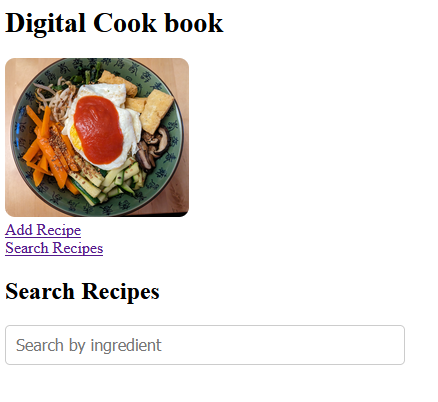 Digital Cook book
Add Recipe
Search Recipes
Search Recipes
Search by ingredient